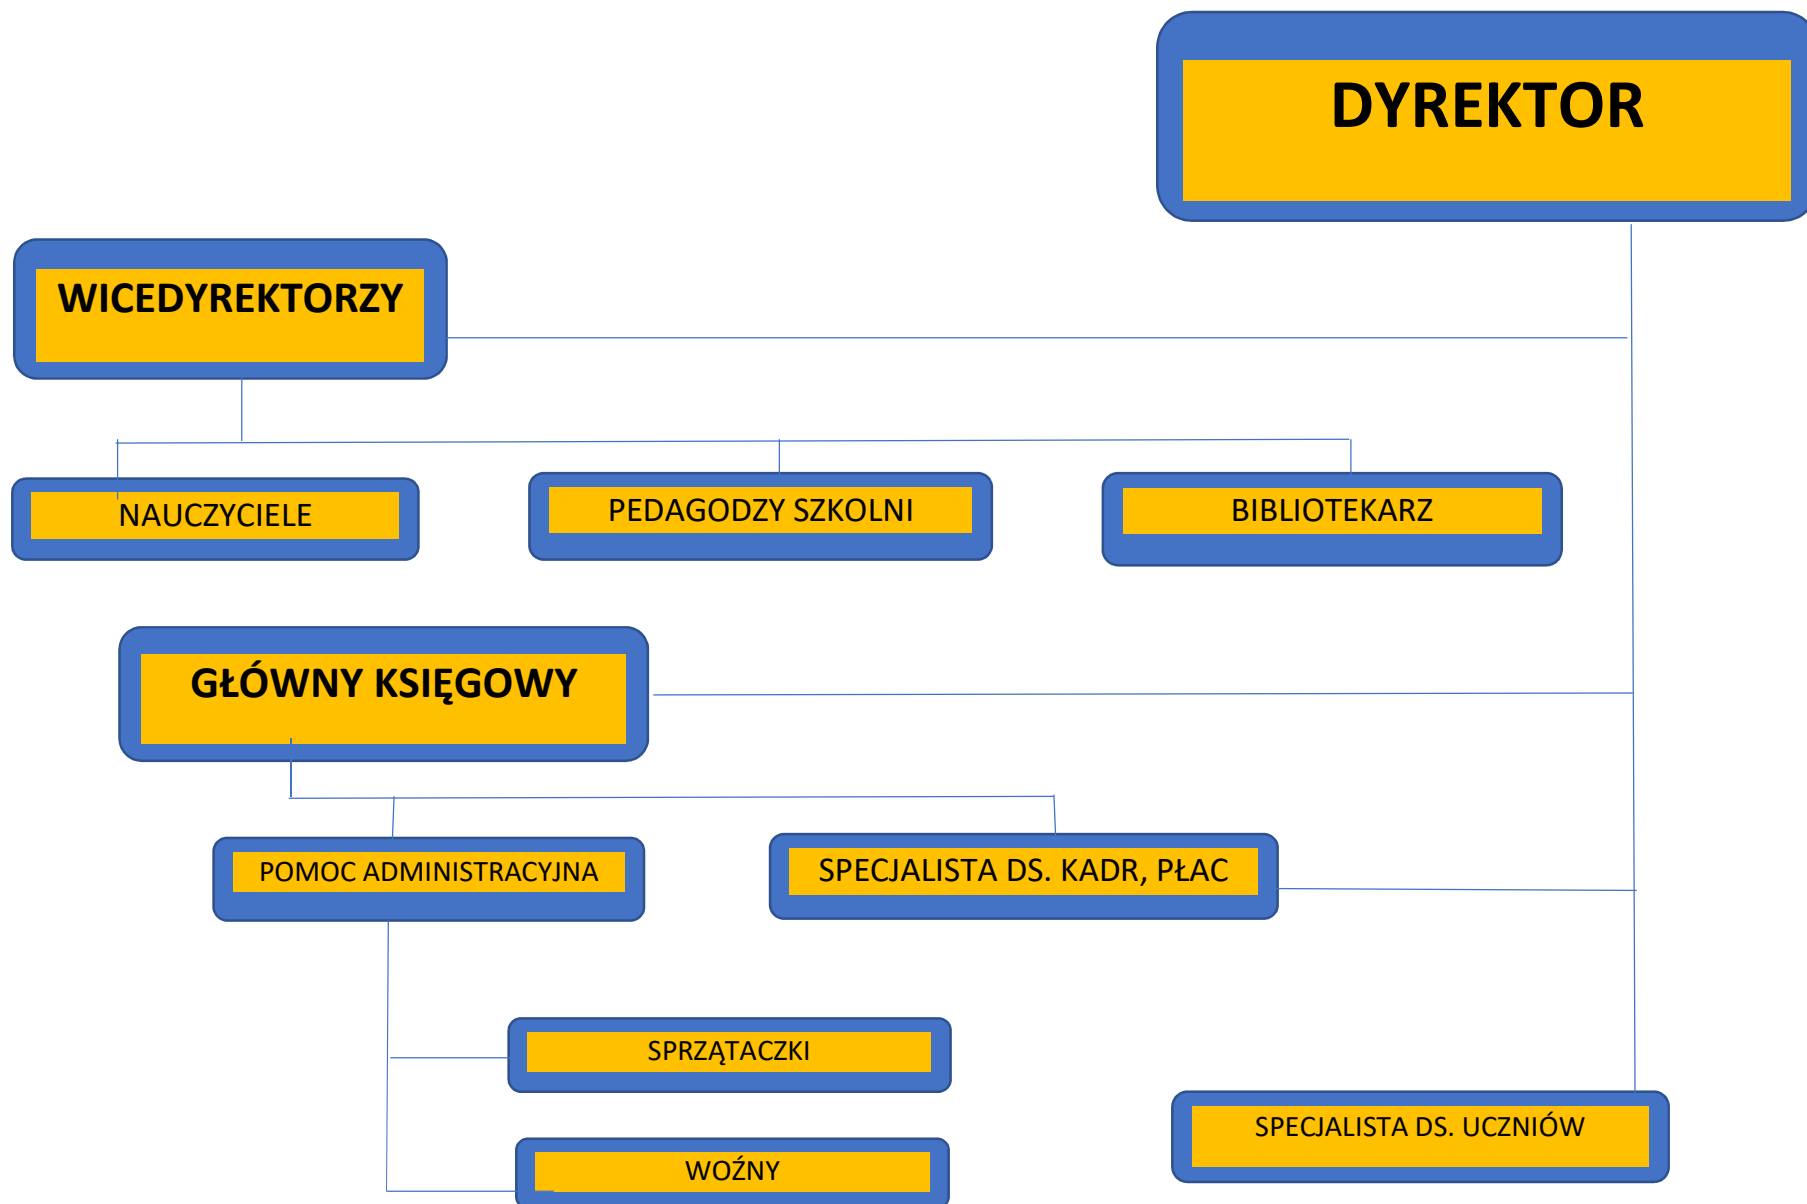 DYREKTOR
WICEDYREKTORZY
NAUCZYCIELE
PEDAGODZY SZKOLNI
BIBLIOTEKARZ
GŁÓWNY KSIĘGOWY
POMOC ADMINISTRACYJNA
SPECJALISTA DS. KADR, PŁAC
SPRZĄTACZKI
SPECJALISTA DS. UCZNIÓW
WOŹNY